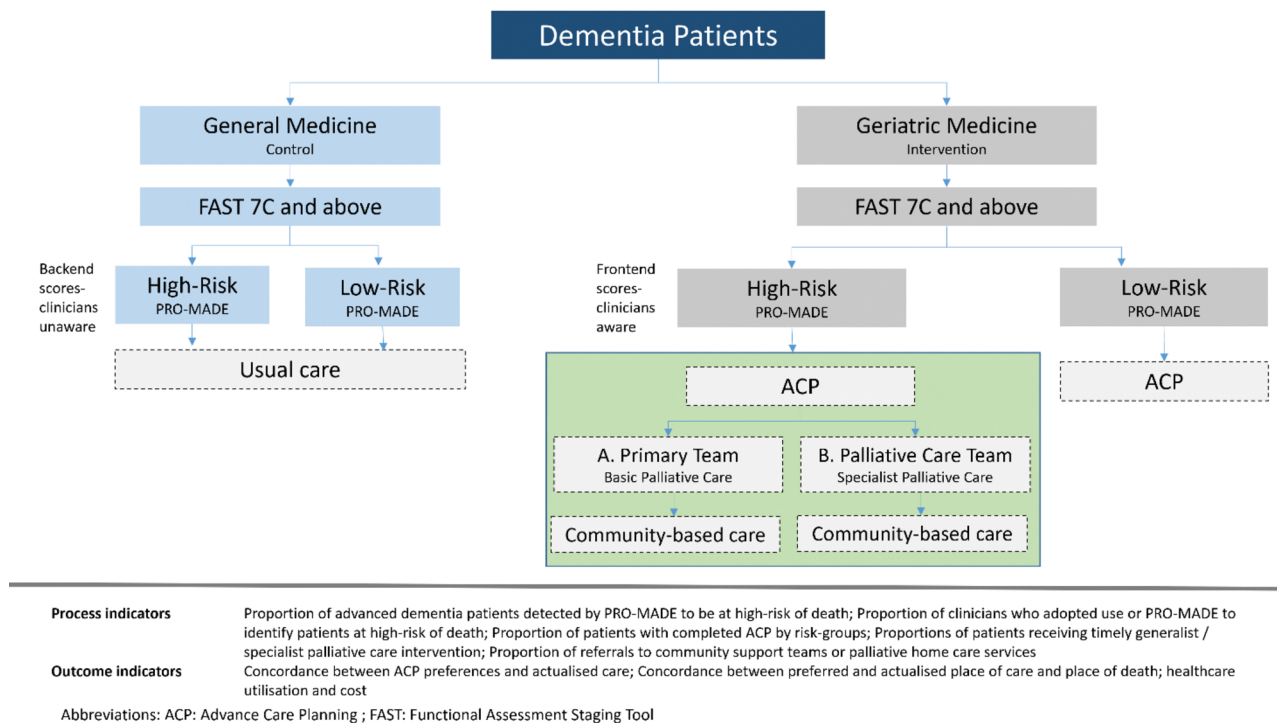 Dementia Patients
General Medicine
Control
Geriatric Medicine
Intervention
FAST 7C and above
FAST 7C and above
Backend
scores-
clinicians
unaware
High-Risk
PRO-MADE
Low-Risk
PRO-MADE
Frontend
scores-
clinicians
aware
High-Risk
PRO-MADE
Low-Risk
PRO-MADE
Usual care
ACP
ACP
A. Primary Team
Basic Palliative Care
B. Palliative Care Team
Specialist Palliative Care
Community-based care
Community-based care
Process indicators Proportion of advanced dementia patients detected by PRO-MADE to be at high-risk of death; Proportion of clinicians who adopted use or PRO-MADE to
identify patients at high-risk of death; Proportion of patients with completed ACP by risk-groups; Proportions of patients receiving timely generalist /
specialist palliative care intervention; Proportion of referrals to community support teams or palliative home care services
Outcome indicators Concordance between ACP preferences and actualised care; Concordance between preferred and actualised place of care and place of death; healthcare
utilisation and cost
Abbreviations: ACP: Advance Care Planning ; FAST: Functional Assessment Staging Tool